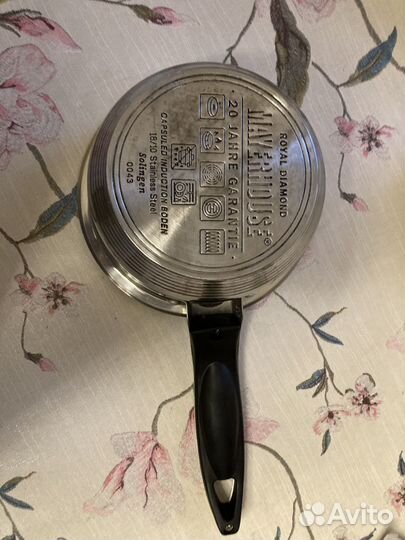 ROYAL DIAMOND
MAYERHOUSE®
· 20 JAHRE GARANTIE ·
CAPSULED INDUCTION BODEN
18/10 Stainless Steel
Solingen
0043
Avito